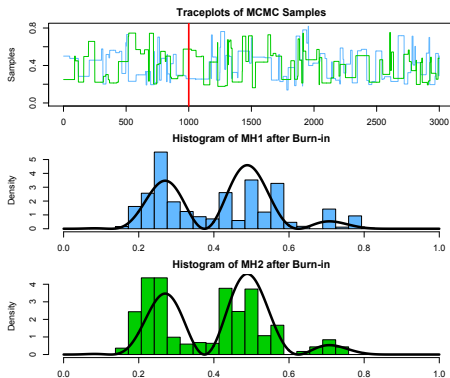 Traceplots of MCMC Samples
Samples
0.0 0.4 0.8
0 500 1000 1500 2000 2500 3000
Histogram of MH1 after Burn-in
Density
0 1 2 3 4 5
0.0 0.2 0.4 0.6 0.8 1.0
Histogram of MH2 after Burn-in
Density
0 1 2 3 4
0.0 0.2 0.4 0.6 0.8 1.0